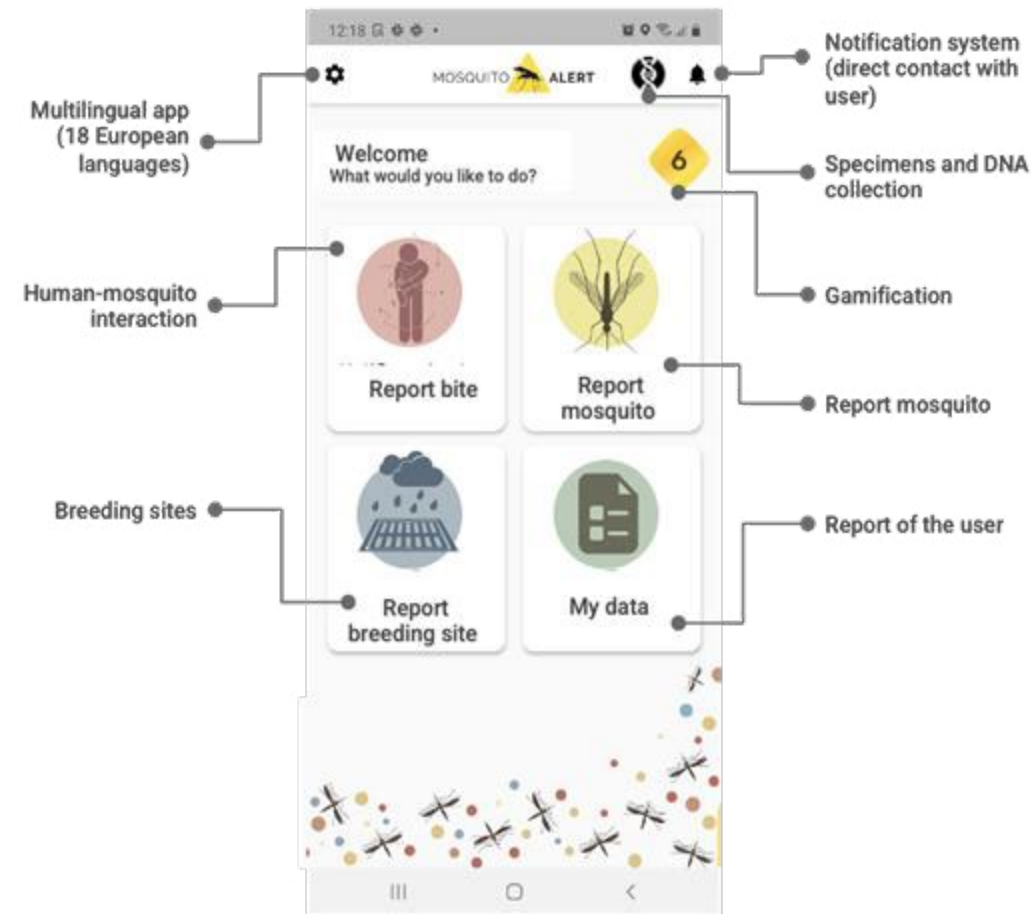 12:18
MOSQUITO ALERT
Notification system
(direct contact with
user)
Multilingual app
(18 European
languages)
Welcome
What would you like to do?
6
Specimens and DNA
collection
Human-mosquito
interaction
Gamification
Report bite
Report
mosquito
Report mosquito
Breeding sites
Report of the user
Report
breeding site
My data